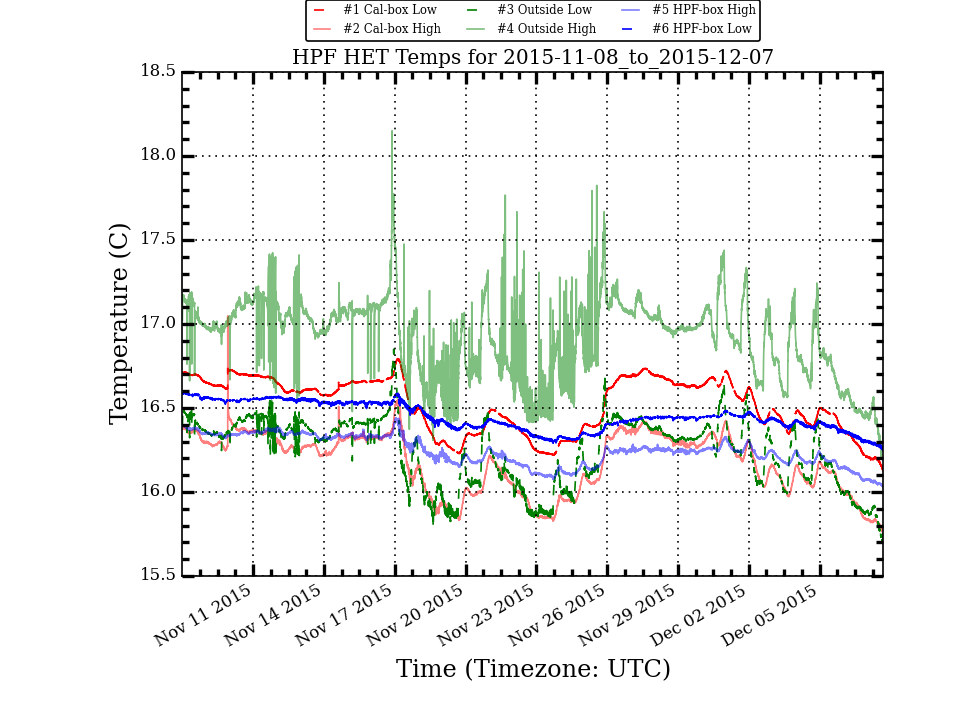 #1 Cal-box Low #3 Outside Low #5 HPF-box High
#2 Cal-box High #4 Outside High #6 HPF-box Low
HPF HET Temps for 2015-11-08_to_2015-12-07
18.5
18.0
17.5
17.0
16.5
16.0
15.5
Temperature (C)
Nov 11 2015 Nov 14 2015 Nov 17 2015 Nov 20 2015 Nov 23 2015 Nov 26 2015 Nov 29 2015 Dec 02 2015 Dec 05 2015
Time (Timezone: UTC)